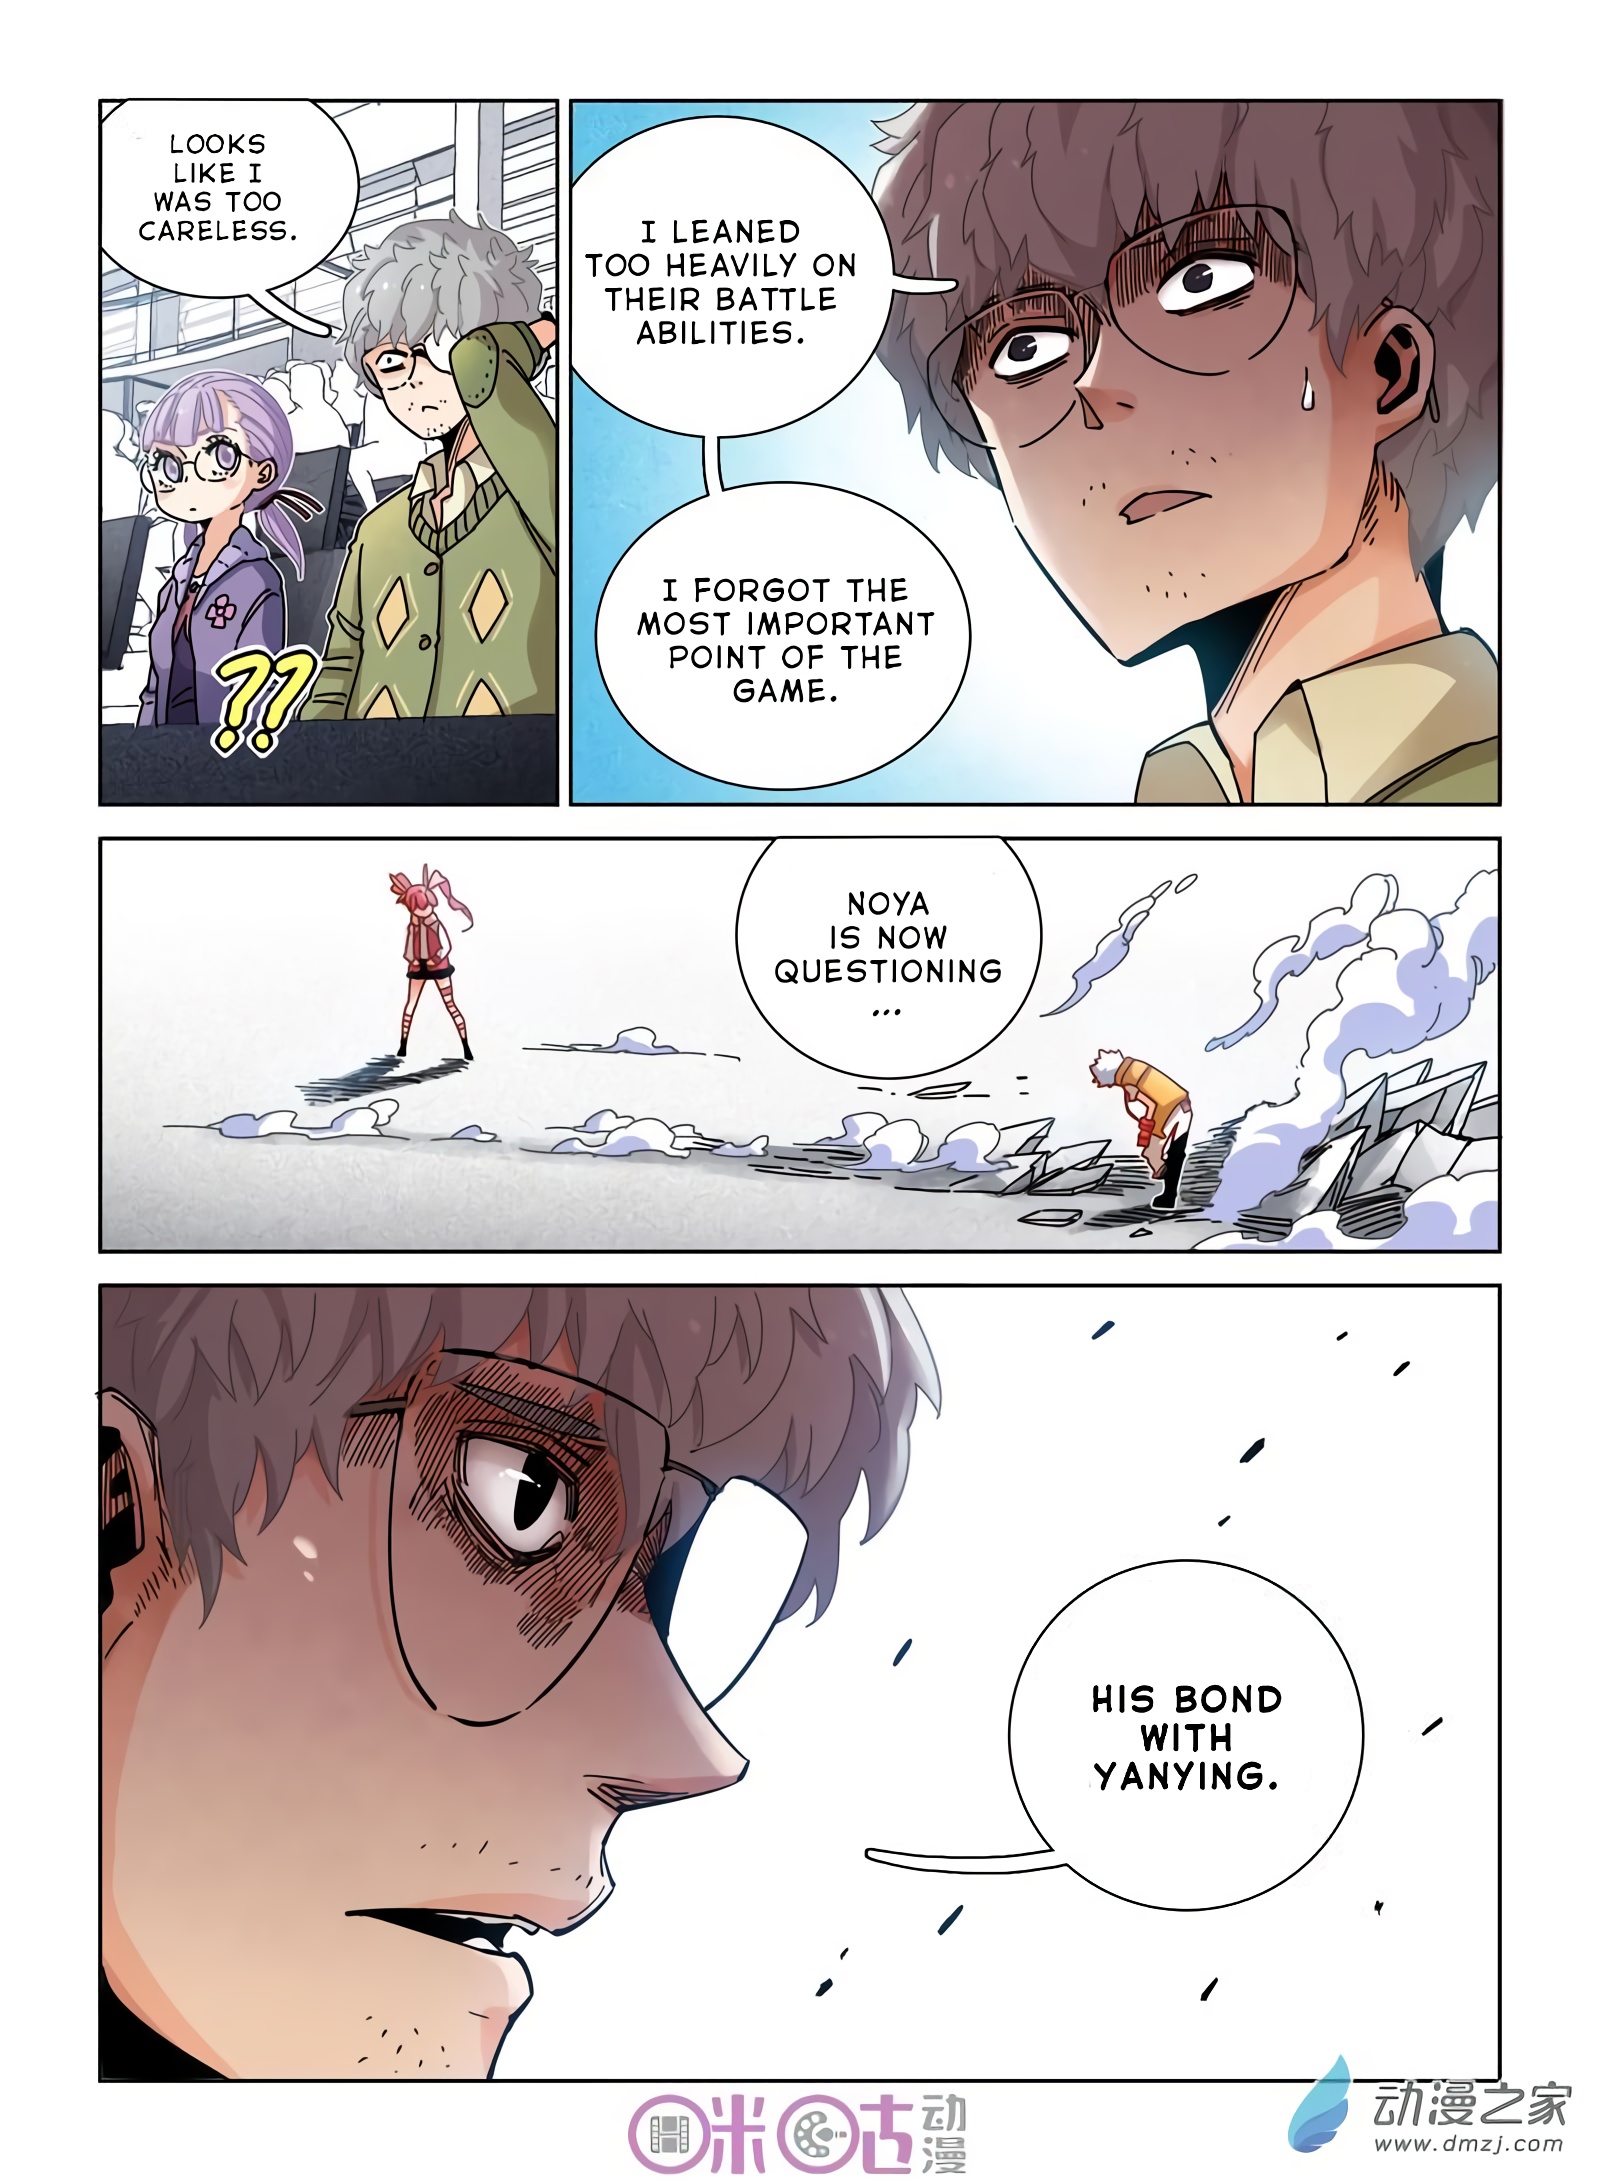 LOOKS
LIKE I
WAS TOO
CARELESS.
I LEANED
TOO HEAVILY ON
THEIR BATTLE
ABILITIES.
I FORGOT THE
MOST IMPORTANT
POINT OF THE
GAME.
??
NOYA
IS NOW
QUESTIONING
...
HIS BOND
WITH
YANYING.
咪咕动漫
动漫之家
www.dmzj.com